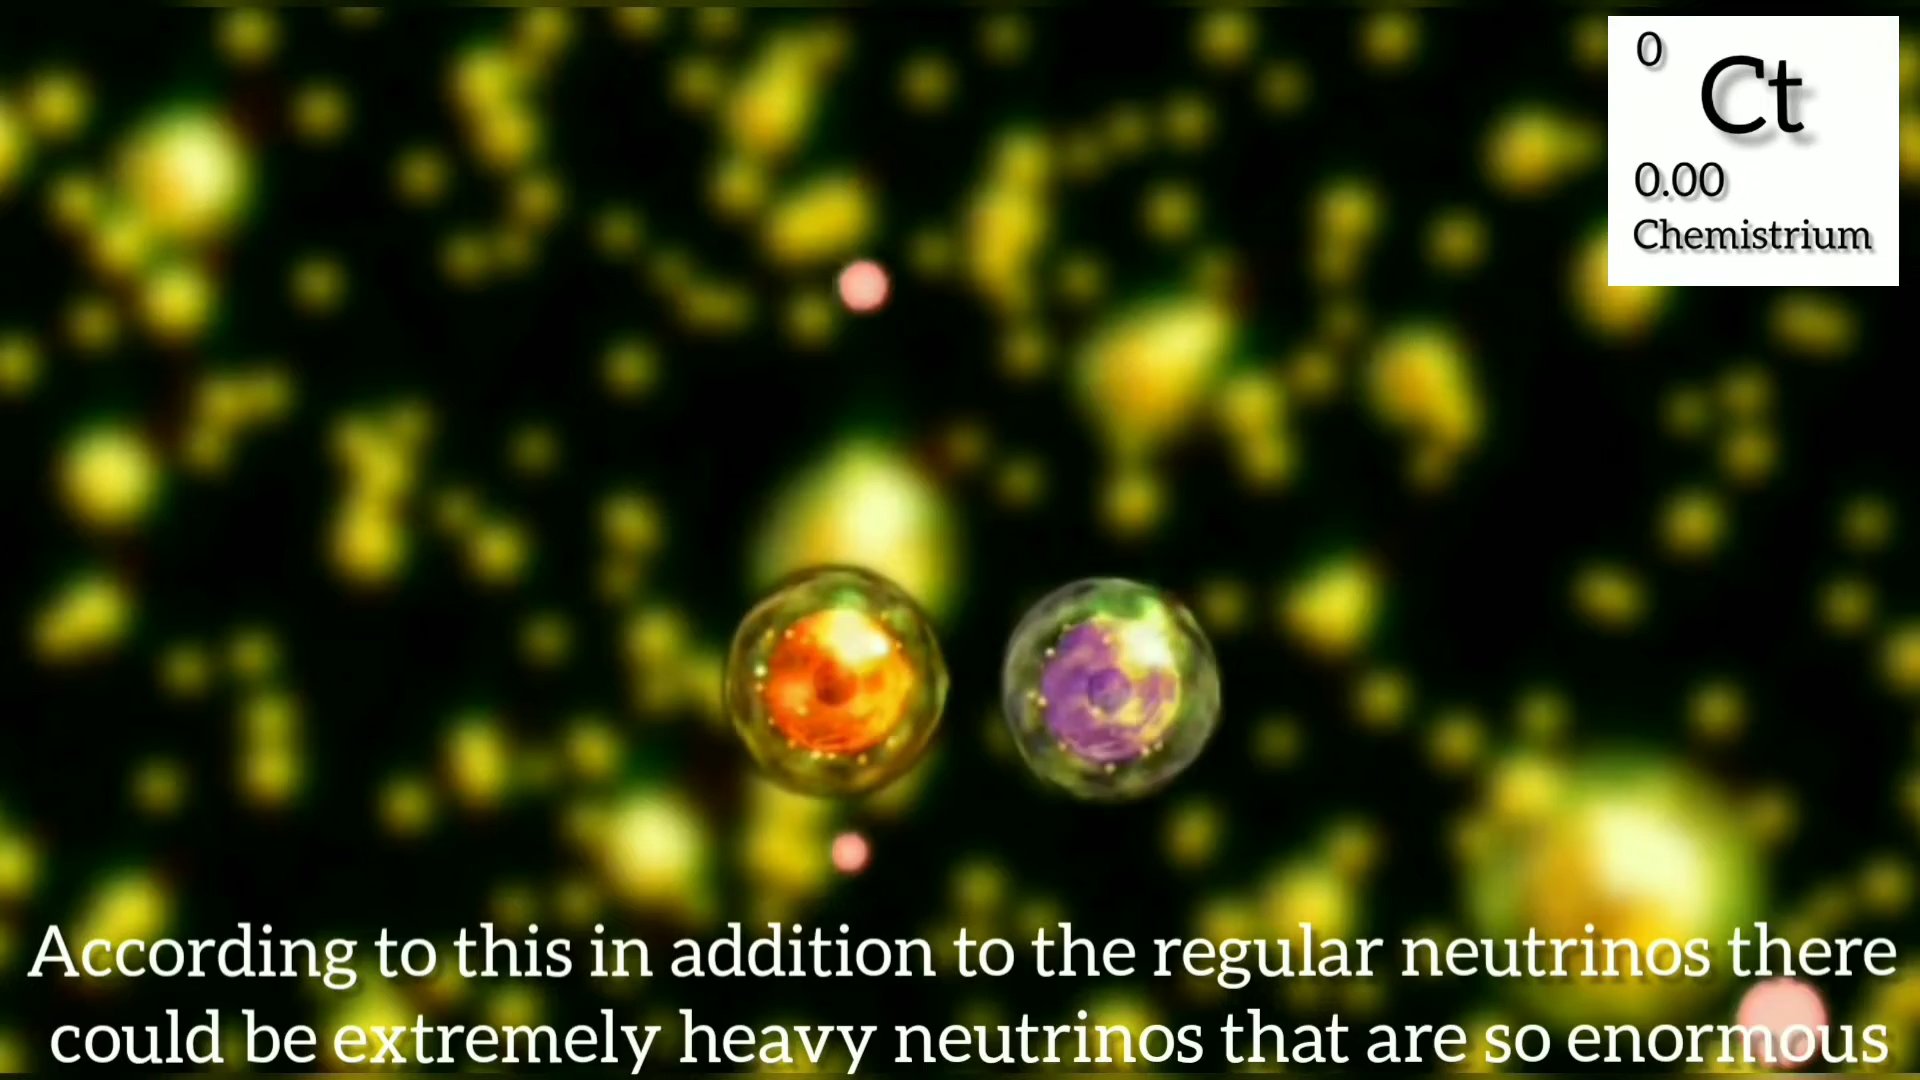 0
Ct
0.00
Chemistrium
According to this in addition to the regular neutrinos there
could be extremely heavy neutrinos that are so enormous